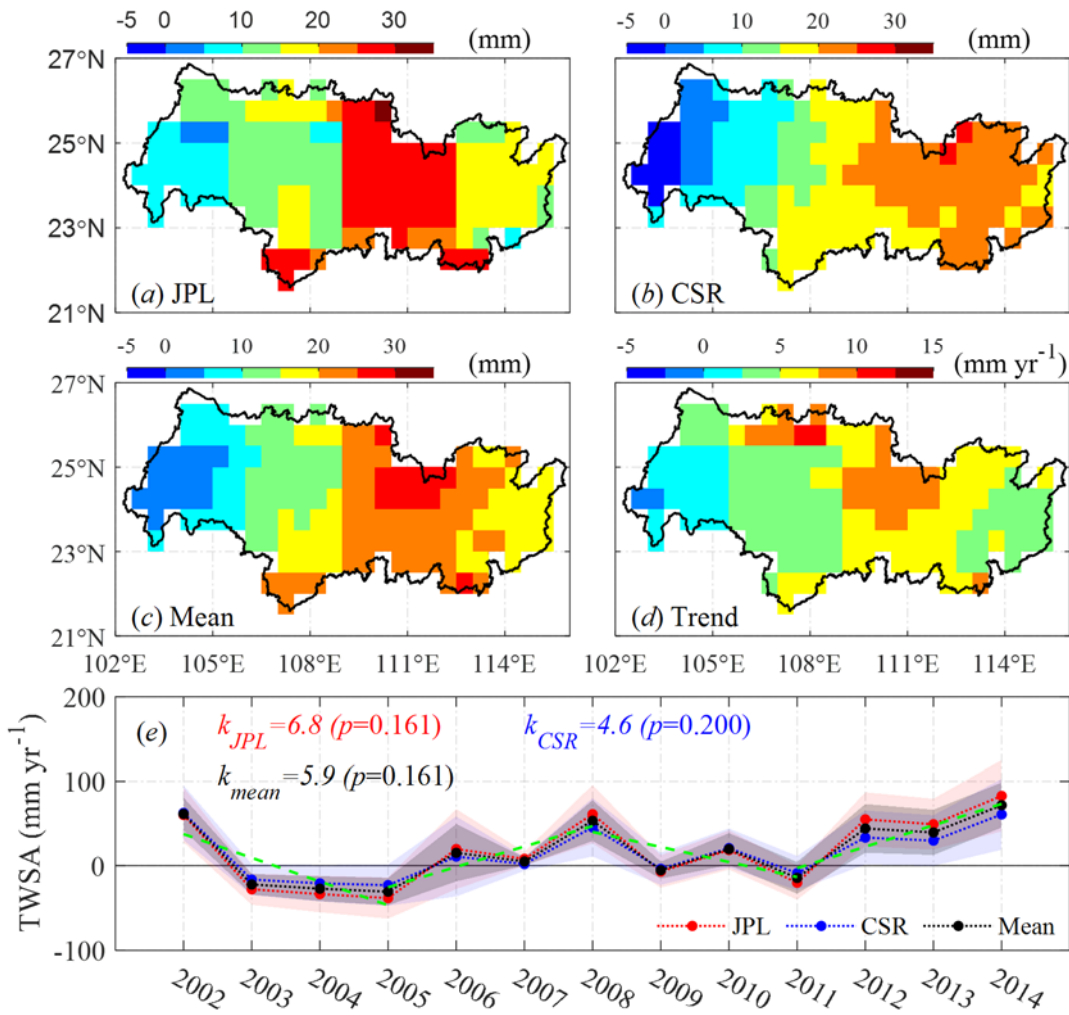 -5 0 10 20 30 (mm)
-5 0 10 20 30 (mm)
27°N
25°N
23°N
21°N
(a) JPL
(b) CSR
-5 0 10 20 30 (mm)
-5 0 5 10 15 (mm yr-1)
27°N
25°N
23°N
21°N
(c) Mean
(d) Trend
102°E 105°E 108°E 111°E 114°E
102°E 105°E 108°E 111°E 114°E
TWSA (mm yr-1)
200
100
0
-100
(e)
kJPL=6.8 (p=0.161)
kCSR=4.6 (p=0.200)
kmean=5.9 (p=0.161)
JPL CSR Mean
2002 2003 2004 2005 2006 2007 2008 2009 2010 2011 2012 2013 2014